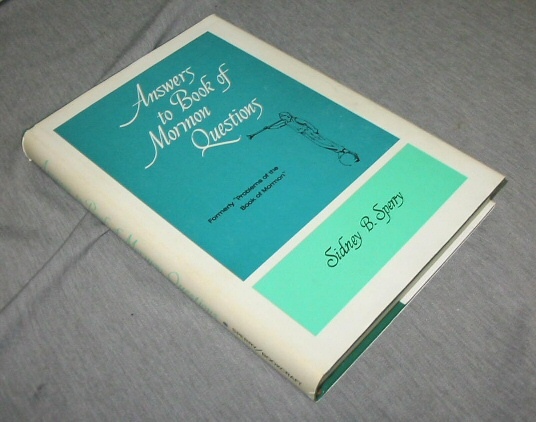 Answers
to Book of
Mormon
Questions
Formerly "Problems of the
Book of Mormon"
Sidney B. Sperry